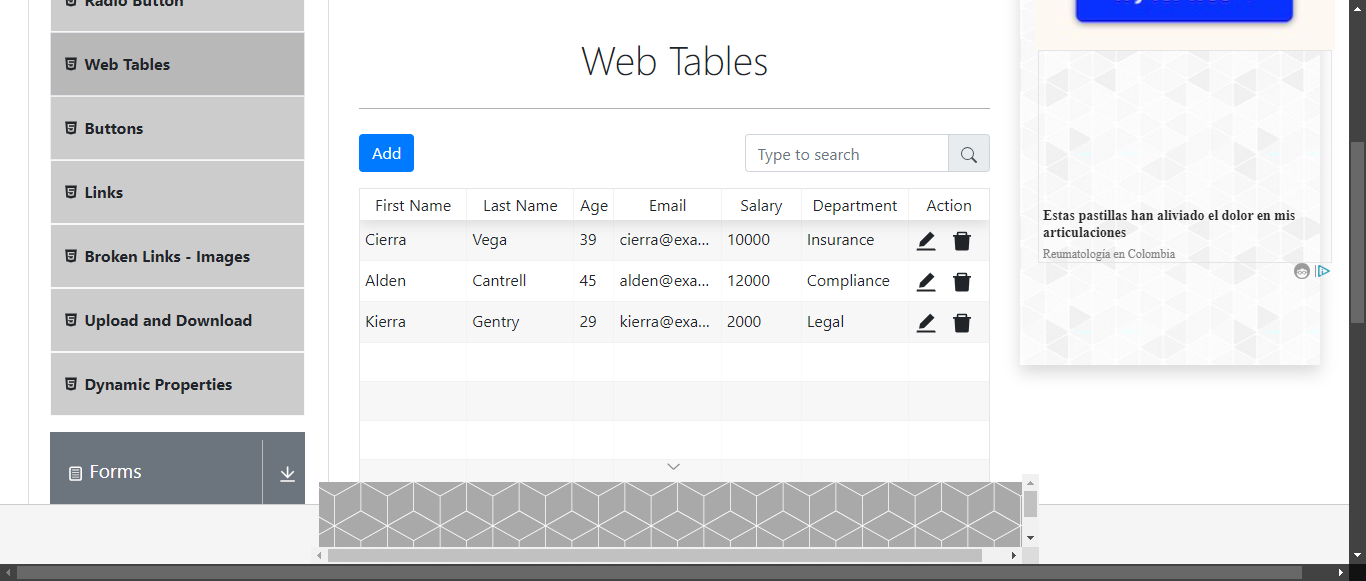 Radio Button
Web Tables
Buttons
Links
Broken Links - Images
Upload and Download
Dynamic Properties
Forms
Web Tables
Add
Type to search
First Name Last Name Age Email Salary Department Action
Cierra Vega 39 cierra@exa... 10000 Insurance
Alden Cantrell 45 alden@exa... 12000 Compliance
Kierra Gentry 29 kierra@exa... 2000 Legal
Estas pastillas han aliviado el dolor en mis
articulaciones
Reumatología en Colombia